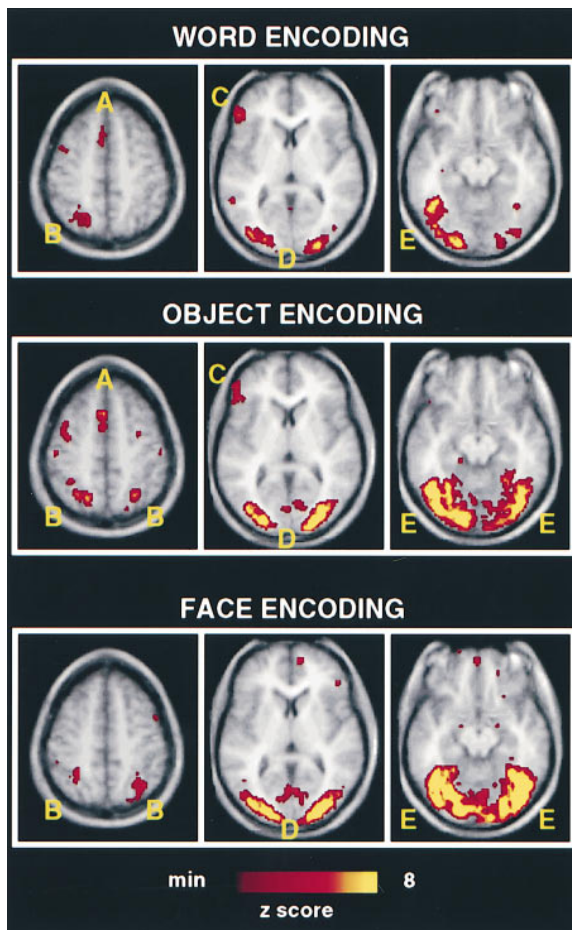 WORD ENCODING
A
C
B
D
E
OBJECT ENCODING
A
C
B B
D
E E
FACE ENCODING
B B
D
E E
min 8
z score